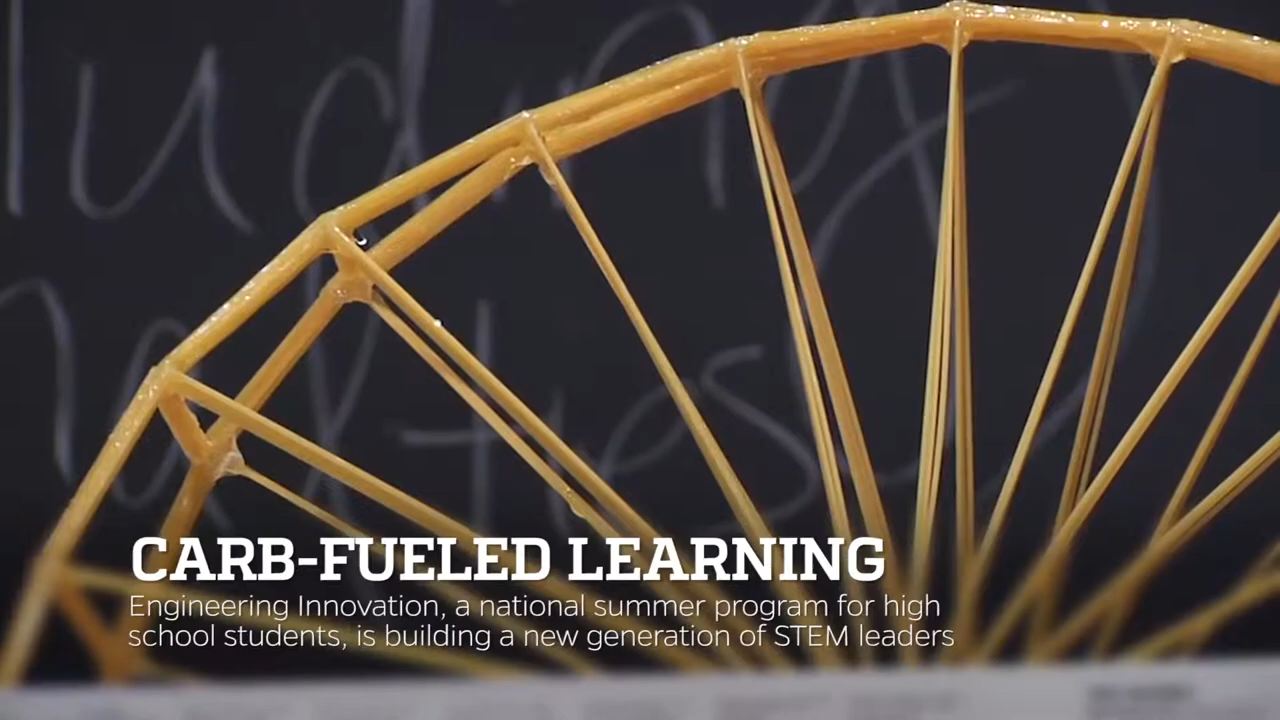 CARB-FUELED LEARNING
Engineering Innovation, a national summer program for high
school students, is building a new generation of STEM leaders